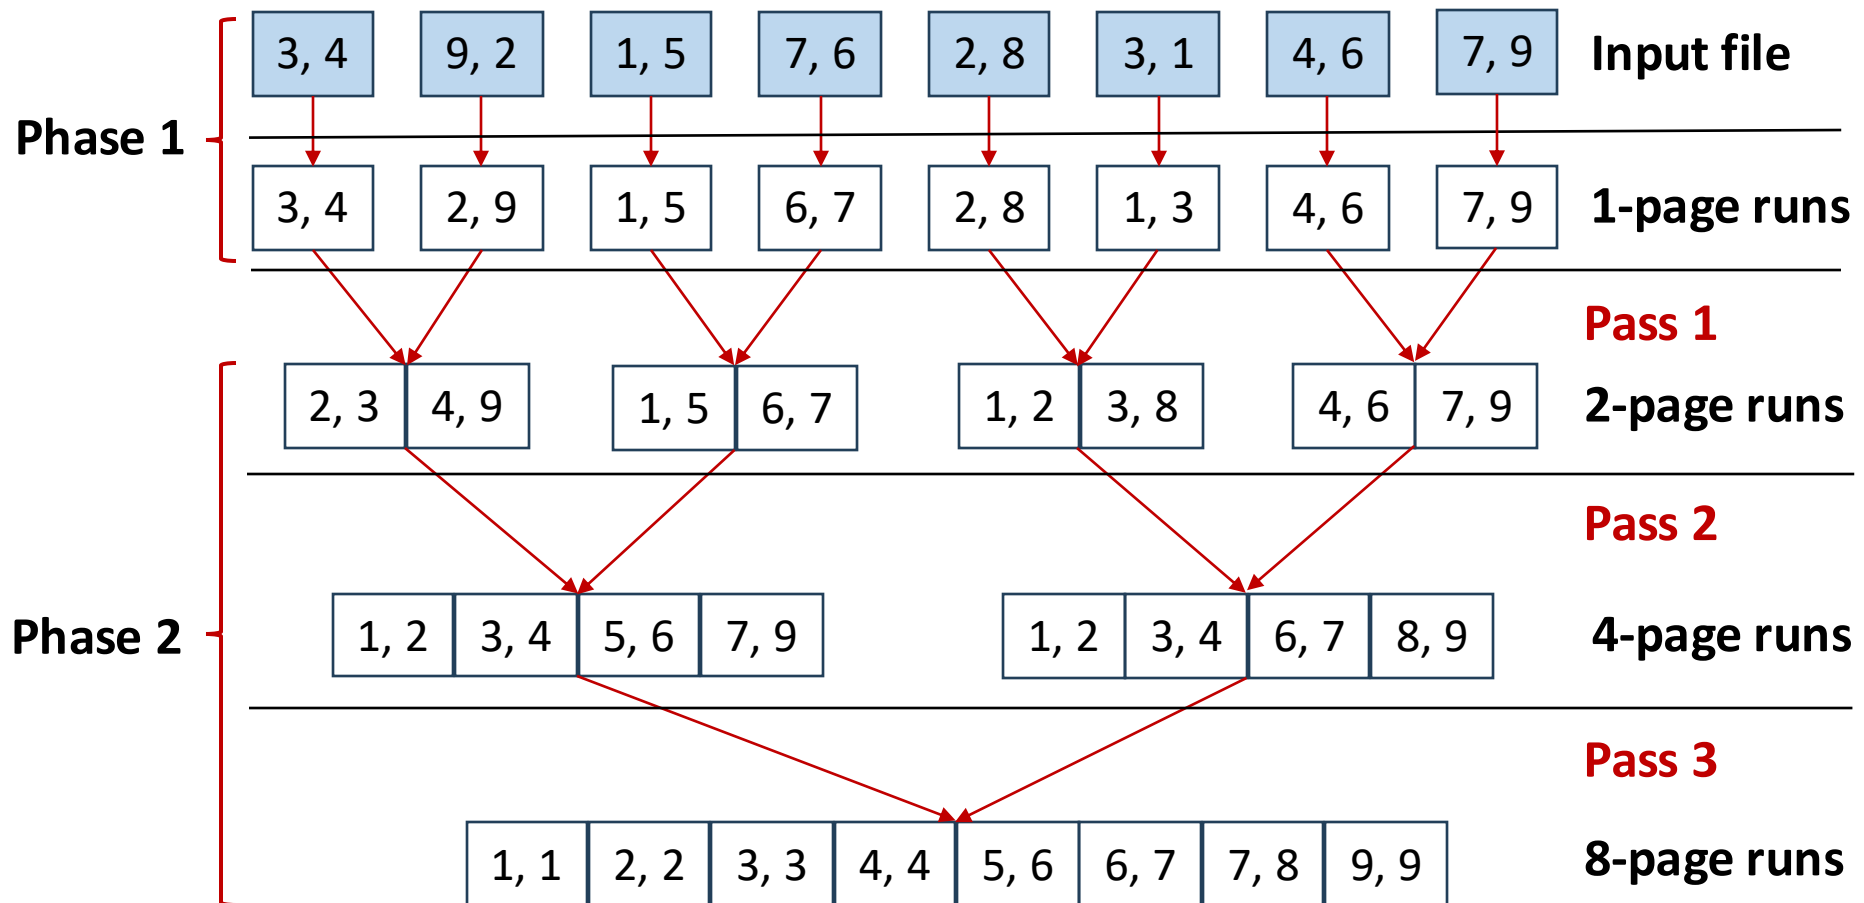 3, 4 9, 2 1, 5 7, 6 2, 8 3, 1 4, 6 7, 9 Input file
Phase 1
3, 4 2, 9 1, 5 6, 7 2, 8 1, 3 4, 6 7, 9 1-page runs
Pass 1
2, 3 4, 9 1, 5 6, 7 1, 2 3, 8 4, 6 7, 9 2-page runs
Pass 2
Phase 2
1, 2 3, 4 5, 6 7, 9 1, 2 3, 4 6, 7 8, 9 4-page runs
Pass 3
1, 1 2, 2 3, 3 4, 4 5, 6 6, 7 7, 8 9, 9 8-page runs